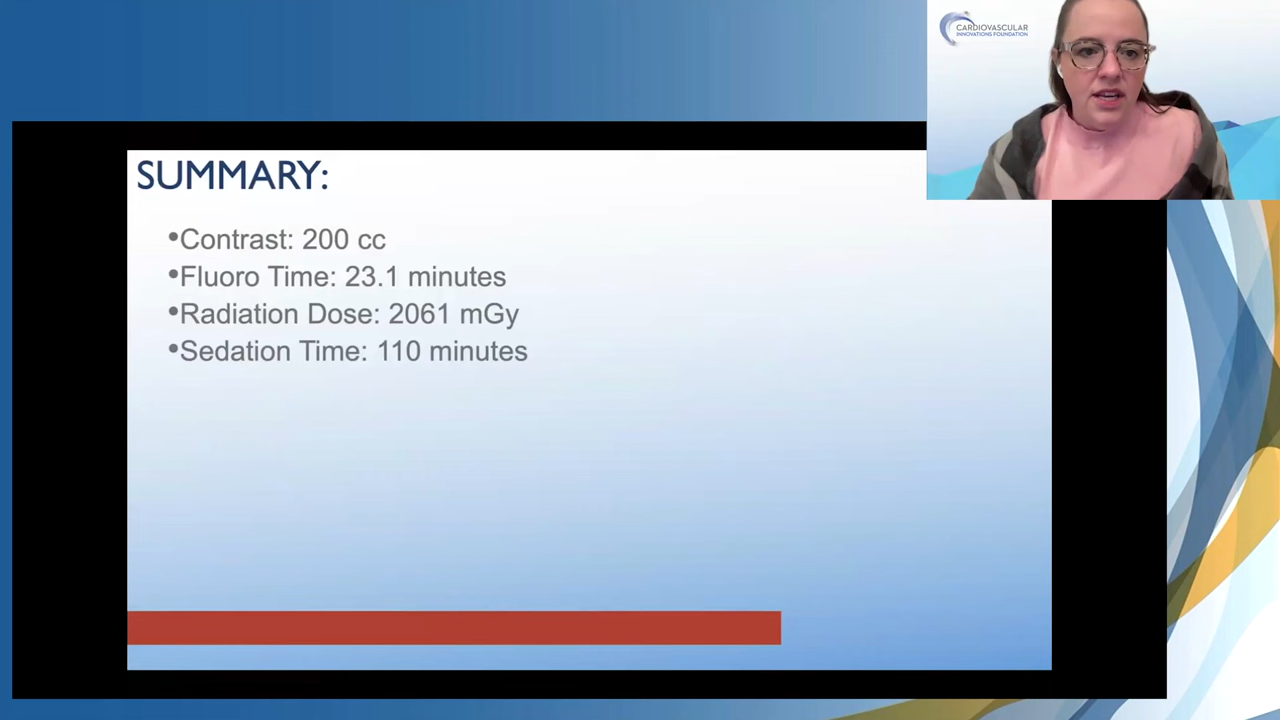 CARDIOVASCULAR
INNOVATIONS FOUNDATION
SUMMARY:
•Contrast: 200 cc
•Fluoro Time: 23.1 minutes
•Radiation Dose: 2061 mGy
•Sedation Time: 110 minutes